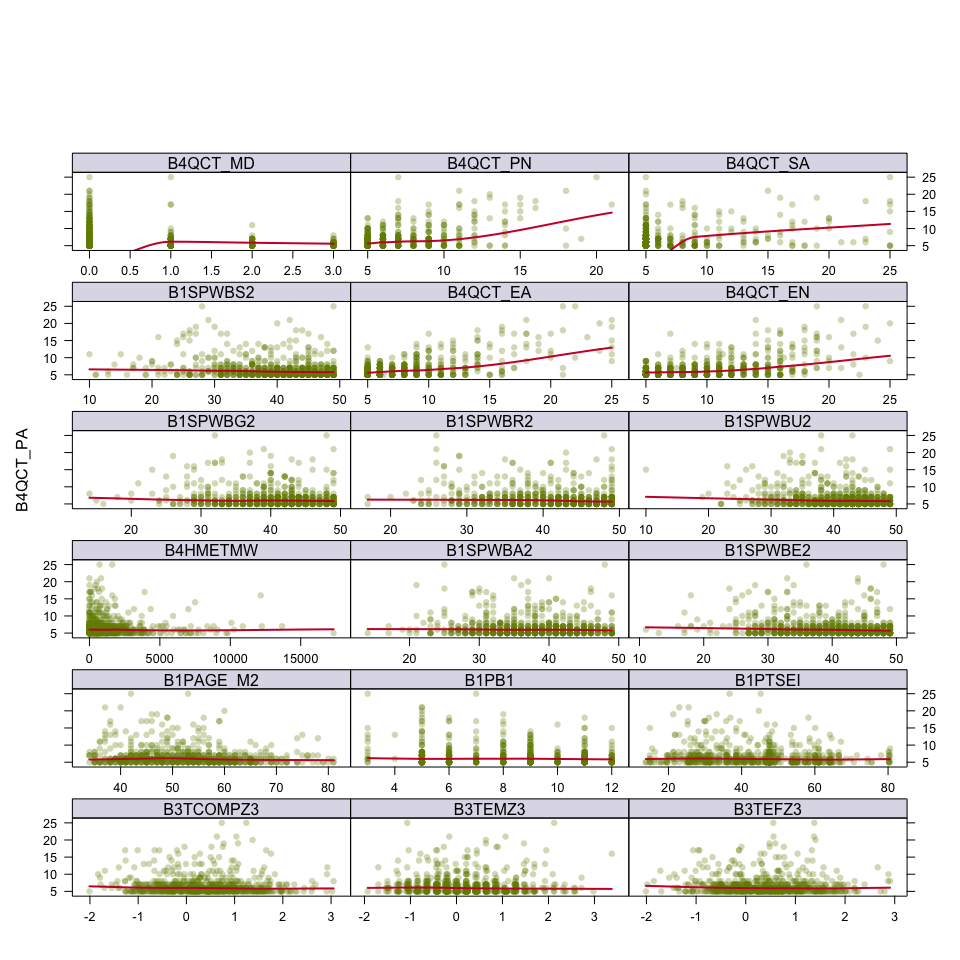 B4QCT_MD B4QCT_PN B4QCT_SA
25
20
15
10
5
0.0 0.5 1.0 1.5 2.0 2.5 3.0 5 10 15 20 5 10 15 20 25
B1SPWBS2 B4QCT_EA B4QCT_EN
25
20
15
10
5
10 20 30 40 50 5 10 15 20 25 5 10 15 20 25
B1SPWBG2 B1SPWBR2 B1SPWBU2
25
20
15
10
5
20 30 40 50 20 30 40 50 10 20 30 40 50
B4QCT_PA
B4HMETMW B1SPWBA2 B1SPWBE2
25
20
15
10
5
0 5000 10000 15000 20 30 40 50 10 20 30 40 50
B1PAGE_M2 B1PB1 B1PTSEI
25
20
15
10
5
40 50 60 70 80 4 6 8 10 12 20 40 60 80
B3TCOMPZ3 B3TEMZ3 B3TEFZ3
25
20
15
10
5
-2 -1 0 1 2 3 -2 -1 0 1 2 3 -2 -1 0 1 2 3